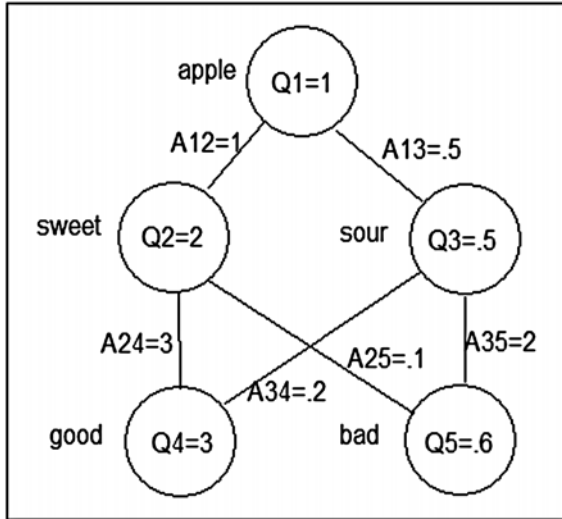 apple
Q1=1
A12=1
A13=.5
sweet
Q2=2
sour
Q3=.5
A24=3
A25=.1
A35=2
A34=.2
good
Q4=3
bad
Q5=.6